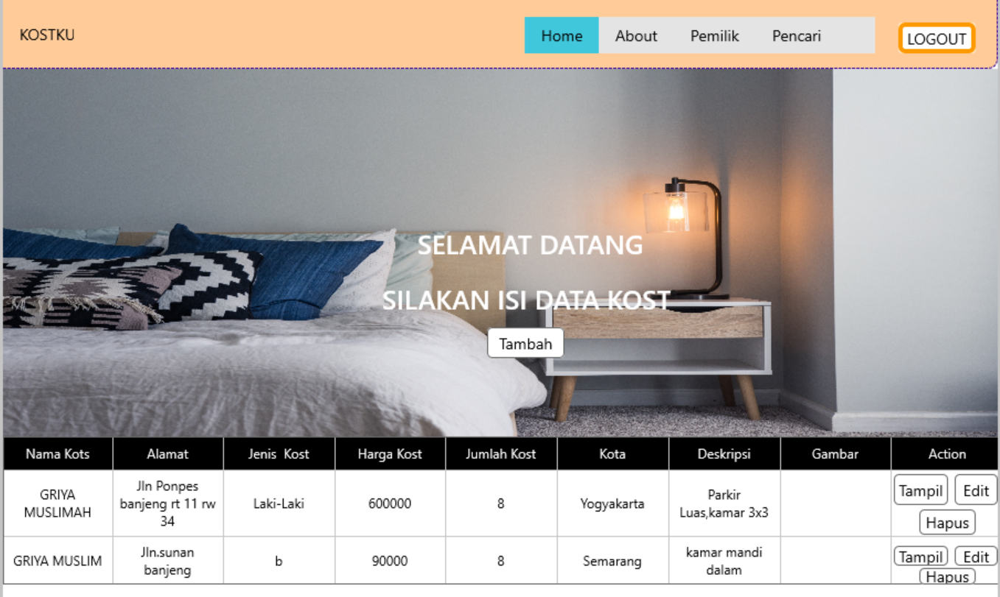 KOSTKU
Home About Pemilik Pencari
LOGOUT
SELAMAT DATANG
SILAKAN ISI DATA KOST
Tambah
Nama Kots Alamat Jenis Kost Harga Kost Jumlah Kost Kota Deskripsi Gambar Action
GRIYA
MUSLIMAH
Jln Ponpes
banjeng rt 11 rw
34
Laki-Laki
600000
8
Yogyakarta
Parkir
Luas,kamar 3x3
Tampil Edit
Hapus
GRIYA MUSLIM
Jln.sunan
banjeng
b
90000
8
Semarang
kamar mandi
dalam
Tampil Edit
Hapus